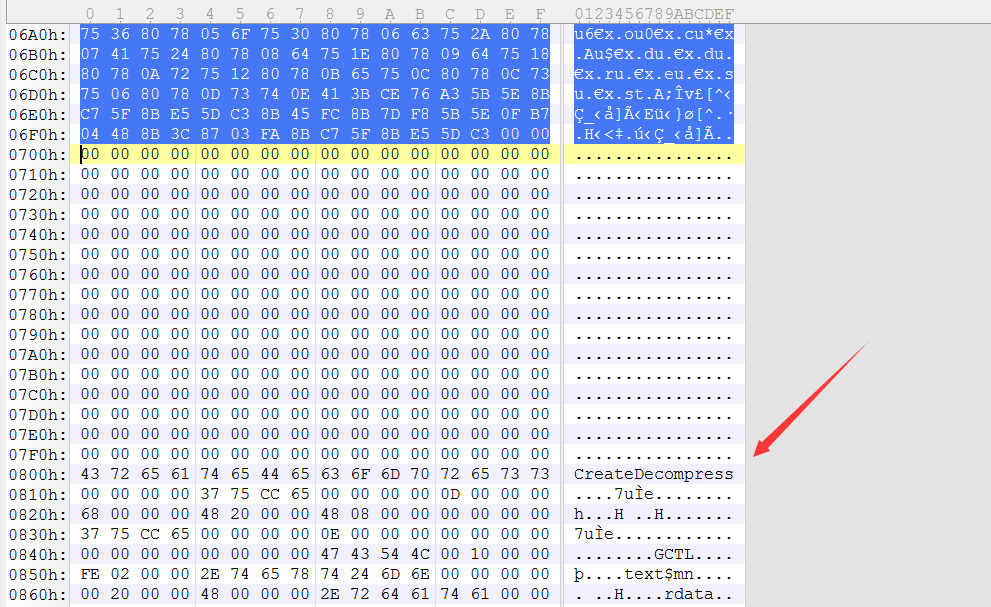 0 1 2 3 4 5 6 7 8 9 A B C D E F 0123456789ABCDEF
06A0h: 75 36 80 78 05 6F 75 30 80 78 06 63 75 2A 80 78 u6€x.ou0€x.cu*€x
06B0h: 07 41 75 24 80 78 08 64 75 1E 80 78 09 64 75 18 .Au$€x.du.€x.du.
06C0h: 80 78 0A 72 75 12 80 78 0B 65 75 0C 80 78 0C 73 €x.ru.€x.eu.€x.s
06D0h: 75 06 80 78 0D 73 74 0E 41 3B CE 76 A3 5B 5E 8B u.€x.st.A;Îv£[^‹
06E0h: C7 5F 8B E5 5D C3 8B 45 FC 8B 7D F8 5B 5E 0F B7 Ç_‹å]Ã‹Eü‹}ø[^.·
06F0h: 04 48 8B 3C 87 03 FA 8B C7 5F 8B E5 5D C3 00 00 .H‹<‡.ú‹Ç_‹å]Ã..
0700h: 00 00 00 00 00 00 00 00 00 00 00 00 00 00 00 00 ................
0710h: 00 00 00 00 00 00 00 00 00 00 00 00 00 00 00 00 ................
0720h: 00 00 00 00 00 00 00 00 00 00 00 00 00 00 00 00 ................
0730h: 00 00 00 00 00 00 00 00 00 00 00 00 00 00 00 00 ................
0740h: 00 00 00 00 00 00 00 00 00 00 00 00 00 00 00 00 ................
0750h: 00 00 00 00 00 00 00 00 00 00 00 00 00 00 00 00 ................
0760h: 00 00 00 00 00 00 00 00 00 00 00 00 00 00 00 00 ................
0770h: 00 00 00 00 00 00 00 00 00 00 00 00 00 00 00 00 ................
0780h: 00 00 00 00 00 00 00 00 00 00 00 00 00 00 00 00 ................
0790h: 00 00 00 00 00 00 00 00 00 00 00 00 00 00 00 00 ................
07A0h: 00 00 00 00 00 00 00 00 00 00 00 00 00 00 00 00 ................
07B0h: 00 00 00 00 00 00 00 00 00 00 00 00 00 00 00 00 ................
07C0h: 00 00 00 00 00 00 00 00 00 00 00 00 00 00 00 00 ................
07D0h: 00 00 00 00 00 00 00 00 00 00 00 00 00 00 00 00 ................
07E0h: 00 00 00 00 00 00 00 00 00 00 00 00 00 00 00 00 ................
07F0h: 00 00 00 00 00 00 00 00 00 00 00 00 00 00 00 00 ................
0800h: 43 72 65 61 74 65 44 65 63 6F 6D 70 72 65 73 73 CreateDecompress
0810h: 00 00 00 00 37 75 CC 65 00 00 00 00 0D 00 00 00 ....7uÌe........
0820h: 68 00 00 00 48 20 00 00 48 08 00 00 00 00 00 00 h...H ..H.......
0830h: 37 75 CC 65 00 00 00 00 0E 00 00 00 00 00 00 00 7uÌe............
0840h: 00 00 00 00 00 00 00 00 47 43 54 4C 00 10 00 00 ........GCTL....
0850h: FE 02 00 00 2E 74 65 78 74 24 6D 6E 00 00 00 00 þ....text$mn....
0860h: 00 20 00 00 48 00 00 00 2E 72 64 61 74 61 00 00 . ..H....rdata..